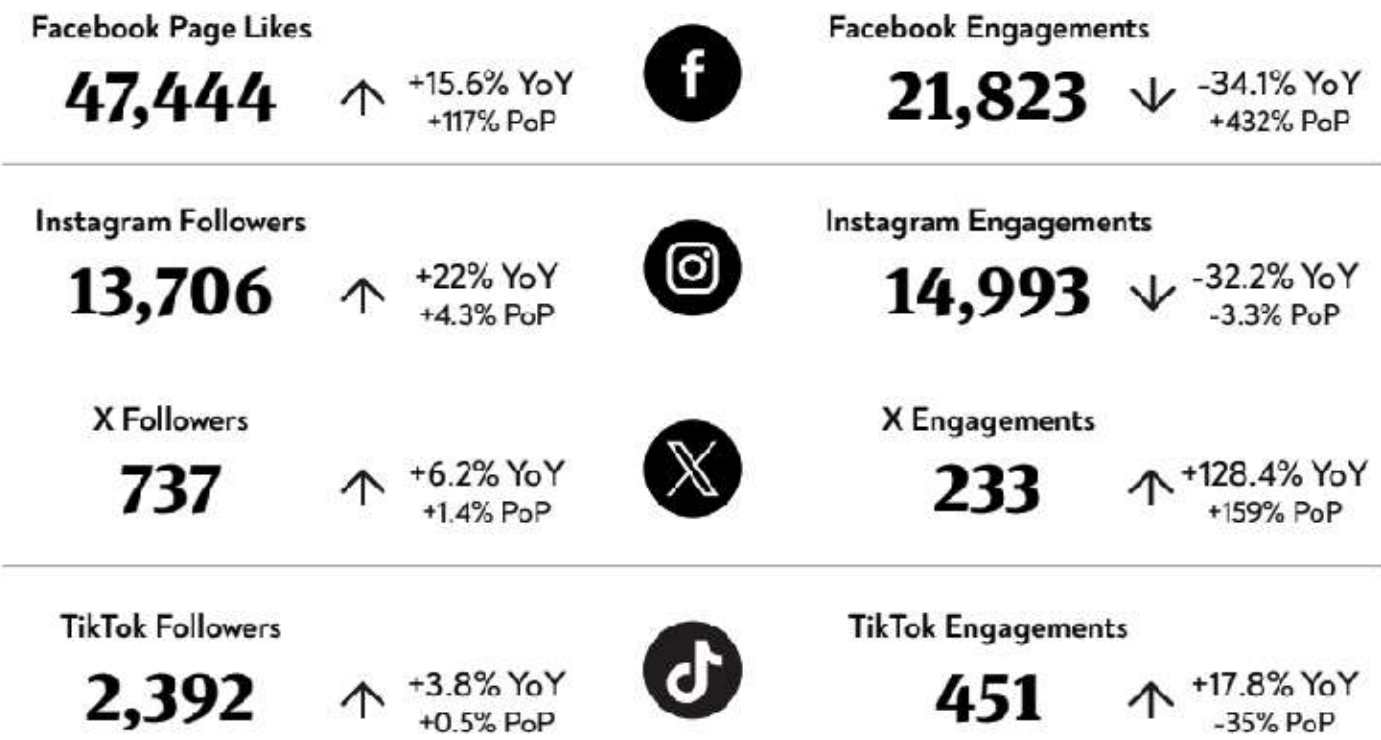 Facebook Page Likes
47,444
+15.6% YoY
+117% PoP
Facebook Engagements
21,823
-34.1% YoY
+432% PoP
Instagram Followers
13,706
+22% YoY
+4.3% PoP
Instagram Engagements
14,993
-32.2% YoY
-3.3% PoP
X Followers
737
+6.2% YoY
+1.4% PoP
X Engagements
233
+128.4% YoY
+159% PoP
TikTok Followers
2,392
+3.8% YoY
+0.5% PoP
TikTok Engagements
451
+17.8% YoY
-35% PoP